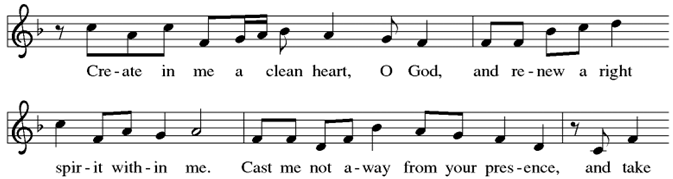 Cre - ate in me a clean heart, O God, and re - new a right
spir - it with - in me. Cast me not a - way from your pres - ence, and take